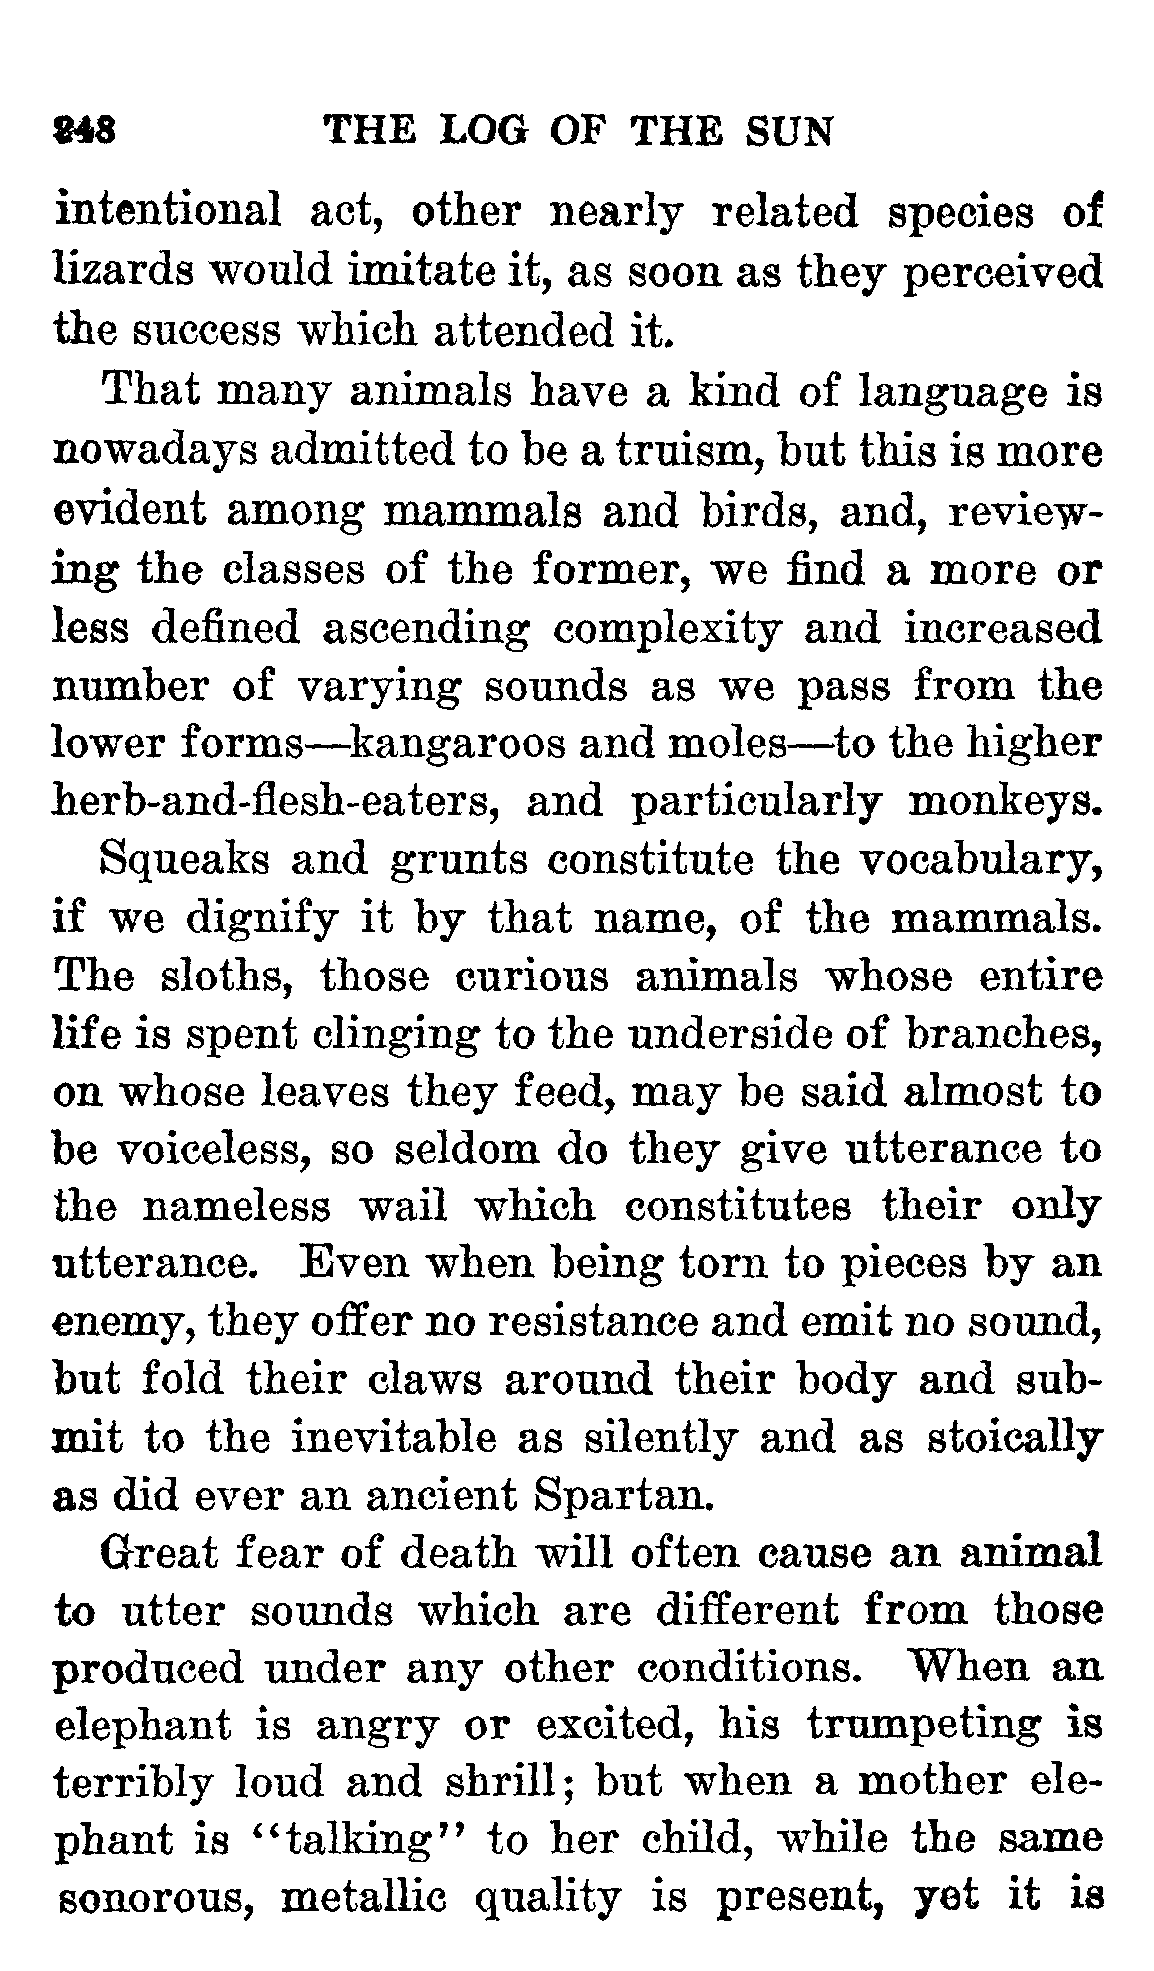 248 THE LOG OF THE SUN
intentional act, other nearly related species of
lizards would imitate it, as soon as they perceived
the success which attended it.
That many animals have a kind of language is
nowadays admitted to be a truism, but this is more
evident among mammals and birds, and, review-
ing the classes of the former, we find a more or
less defined ascending complexity and increased
number of varying sounds as we pass from the
lower forms—kangaroos and moles—to the higher
herb-and-flesh-eaters, and particularly monkeys.
Squeaks and grunts constitute the vocabulary,
if we dignify it by that name, of the mammals.
The sloths, those curious animals whose entire
life is spent clinging to the underside of branches,
on whose leaves they feed, may be said almost to
be voiceless, so seldom do they give utterance to
the nameless wail which constitutes their only
utterance. Even when being torn to pieces by an
enemy, they offer no resistance and emit no sound,
but fold their claws around their body and sub-
mit to the inevitable as silently and as stoically
as did ever an ancient Spartan.
Great fear of death will often cause an animal
to utter sounds which are different from those
produced under any other conditions. When an
elephant is angry or excited, his trumpeting is
terribly loud and shrill; but when a mother ele-
phant is “talking” to her child, while the same
sonorous, metallic quality is present, yet it is